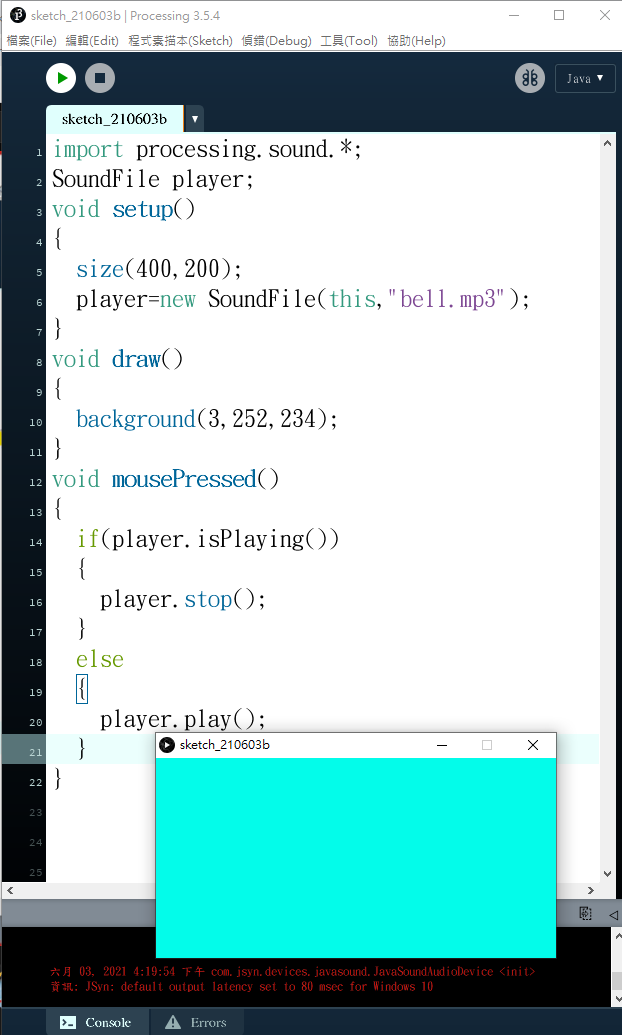 sketch_210603b | Processing 3.5.4
檔案(File) 編輯(Edit) 程式素描本(Sketch) 偵錯(Debug) 工具(Tool) 協助(Help)
Java ▼
sketch_210603b ▼
1 import processing.sound.*;
2 SoundFile player;
3 void setup()
4 {
5 size(400,200);
6 player=new SoundFile(this,"bell.mp3");
7 }
8 void draw()
9 {
10 background(3,252,234);
11 }
12 void mousePressed()
13 {
14 if(player.isPlaying())
15 {
16 player.stop();
17 }
18 else
19 {
20 player.play();
21 }
22 }
23
24
25
sketch_210603b
六月 03, 2021 4:19:54 下午 com.jsyn.devices.javasound.JavaSoundAudioDevice <init>
資訊: JSyn: default output latency set to 80 msec for Windows 10
Console Errors